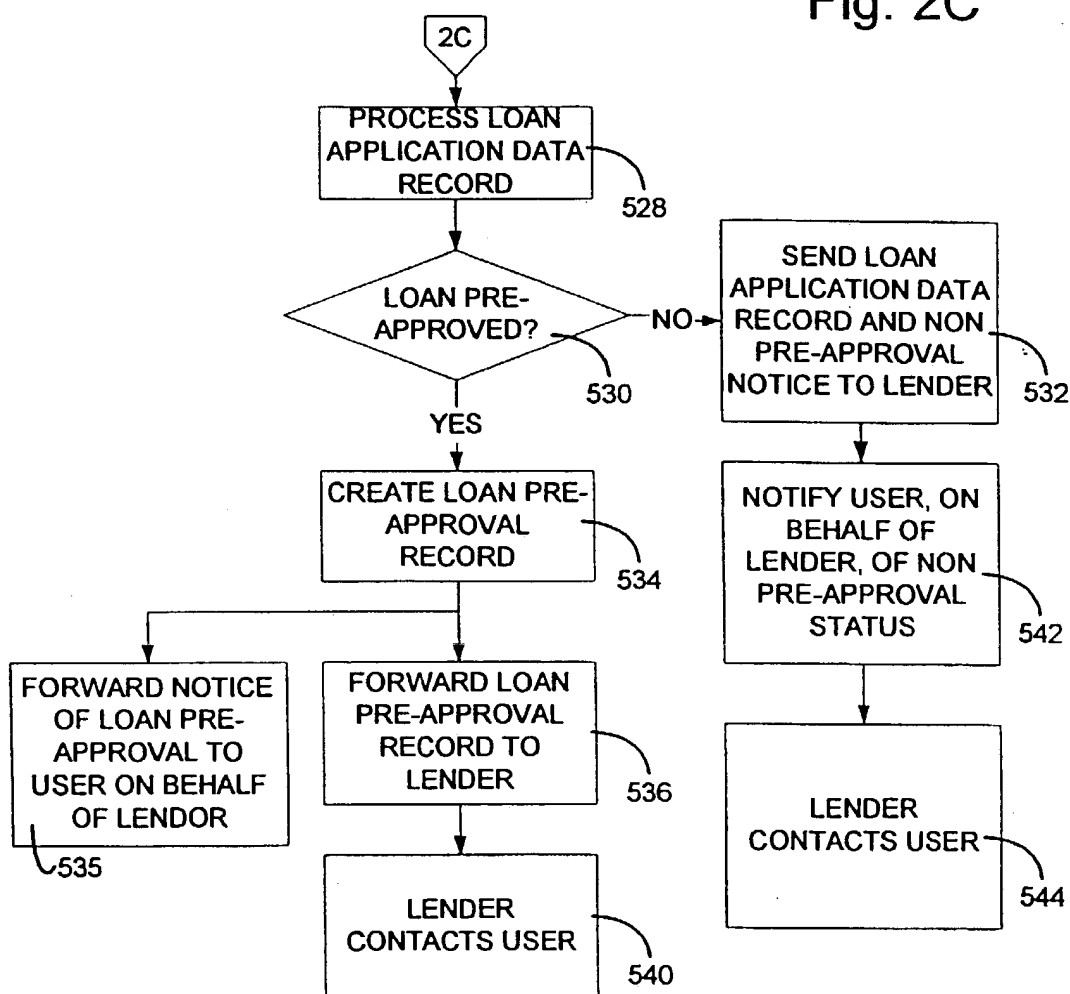 Fig. 2C
2C
PROCESS LOAN
APPLICATION DATA
RECORD
528
LOAN PRE-
APPROVED?
530
NO
SEND LOAN
APPLICATION DATA
RECORD AND NON
PRE-APPROVAL
NOTICE TO LENDER
532
YES
CREATE LOAN PRE-
APPROVAL
RECORD
534
NOTIFY USER, ON
BEHALF OF
LENDER, OF NON
PRE-APPROVAL
STATUS
542
FORWARD NOTICE
OF LOAN PRE-
APPROVAL TO
USER ON BEHALF
OF LENDOR
535
FORWARD LOAN
PRE-APPROVAL
RECORD TO
LENDER
536
LENDER
CONTACTS USER
544
LENDER
CONTACTS USER
540